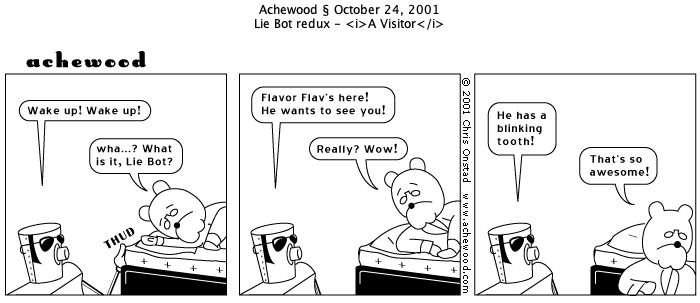 Achewood § October 24, 2001
Lie Bot redux - <i>A Visitor</i>
achewood
Wake up! Wake up!
wha...? What
is it, Lie Bot?
THUD
Flavor Flav's here!
He wants to see you!
Really? Wow!
© 2001 Chris Onstad www.achewood.com
He has a
blinking
tooth!
That's so
awesome!